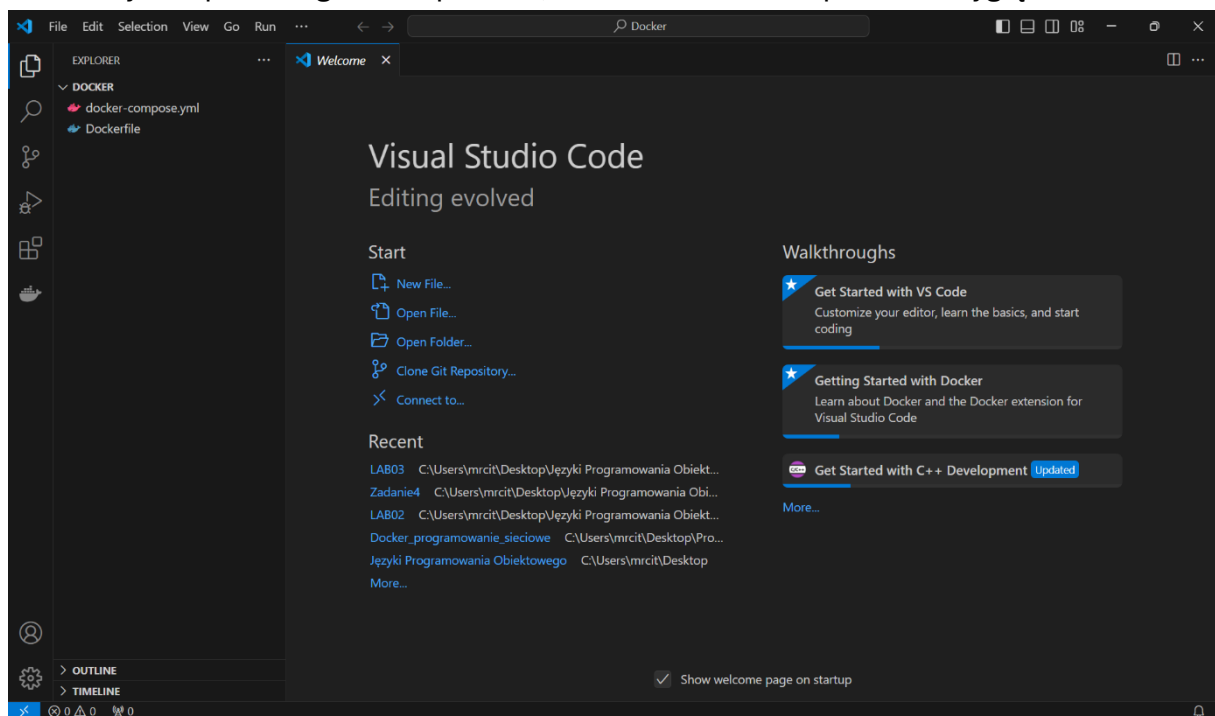 File Edit Selection View Go Run ... Docker
EXPLORER ...
Welcome
DOCKER
docker-compose.yml
Dockerfile
Visual Studio Code
Editing evolved
Start
New File...
Open File...
Open Folder...
Clone Git Repository...
Connect to...
Recent
LAB03 C:\Users\mrcit\Desktop\Języki Programowania Obiekt...
Zadanie4 C:\Users\mrcit\Desktop\Języki Programowania Obi...
LAB02 C:\Users\mrcit\Desktop\Języki Programowania Obiekt...
Docker_programowanie_sieciowe C:\Users\mrcit\Desktop\Pro...
Języki Programowania Obiektowego C:\Users\mrcit\Desktop
More...
Walkthroughs
Get Started with VS Code
Customize your editor, learn the basics, and start
coding
Getting Started with Docker
Learn about Docker and the Docker extension for
Visual Studio Code
Get Started with C++ Development Updated
More...
OUTLINE
TIMELINE
Show welcome page on startup
0 0 0